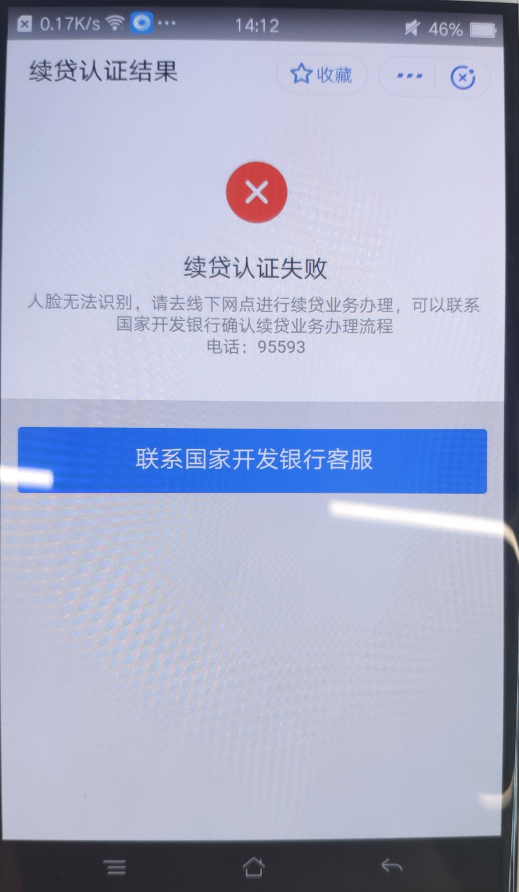 0.17K/s 14:12 46%
续贷认证结果 收藏
续贷认证失败
人脸无法识别，请去线下网点进行续贷业务办理，可以联系
国家开发银行确认续贷业务办理流程
电话：95593
联系国家开发银行客服